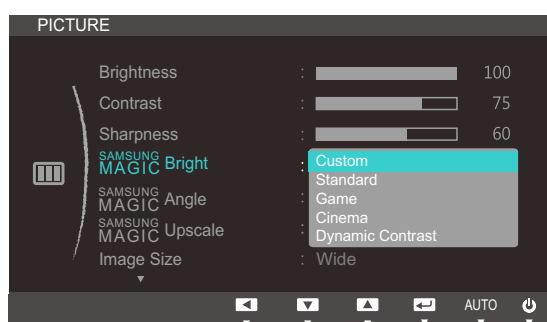 PICTURE
Brightness : 100
Contrast : 75
Sharpness : 60
SAMSUNG MAGIC Bright : Custom
Standard
SAMSUNG MAGIC Angle : Game
Cinema
SAMSUNG MAGIC Upscale : Dynamic Contrast
Image Size : Wide
AUTO